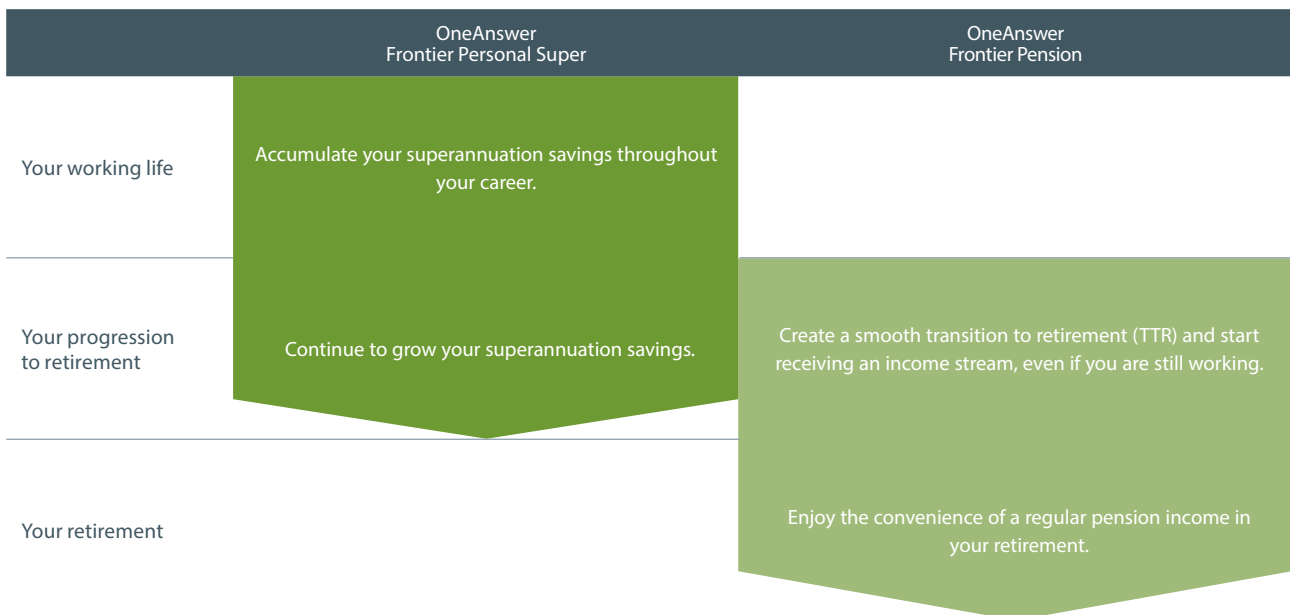 OneAnswer
Frontier Personal Super
OneAnswer
Frontier Pension
Your working life
Accumulate your superannuation savings throughout
your career.
Your progression
to retirement
Continue to grow your superannuation savings.
Create a smooth transition to retirement (TTR) and start
receiving an income stream, even if you are still working.
Your retirement
Enjoy the convenience of a regular pension income in
your retirement.